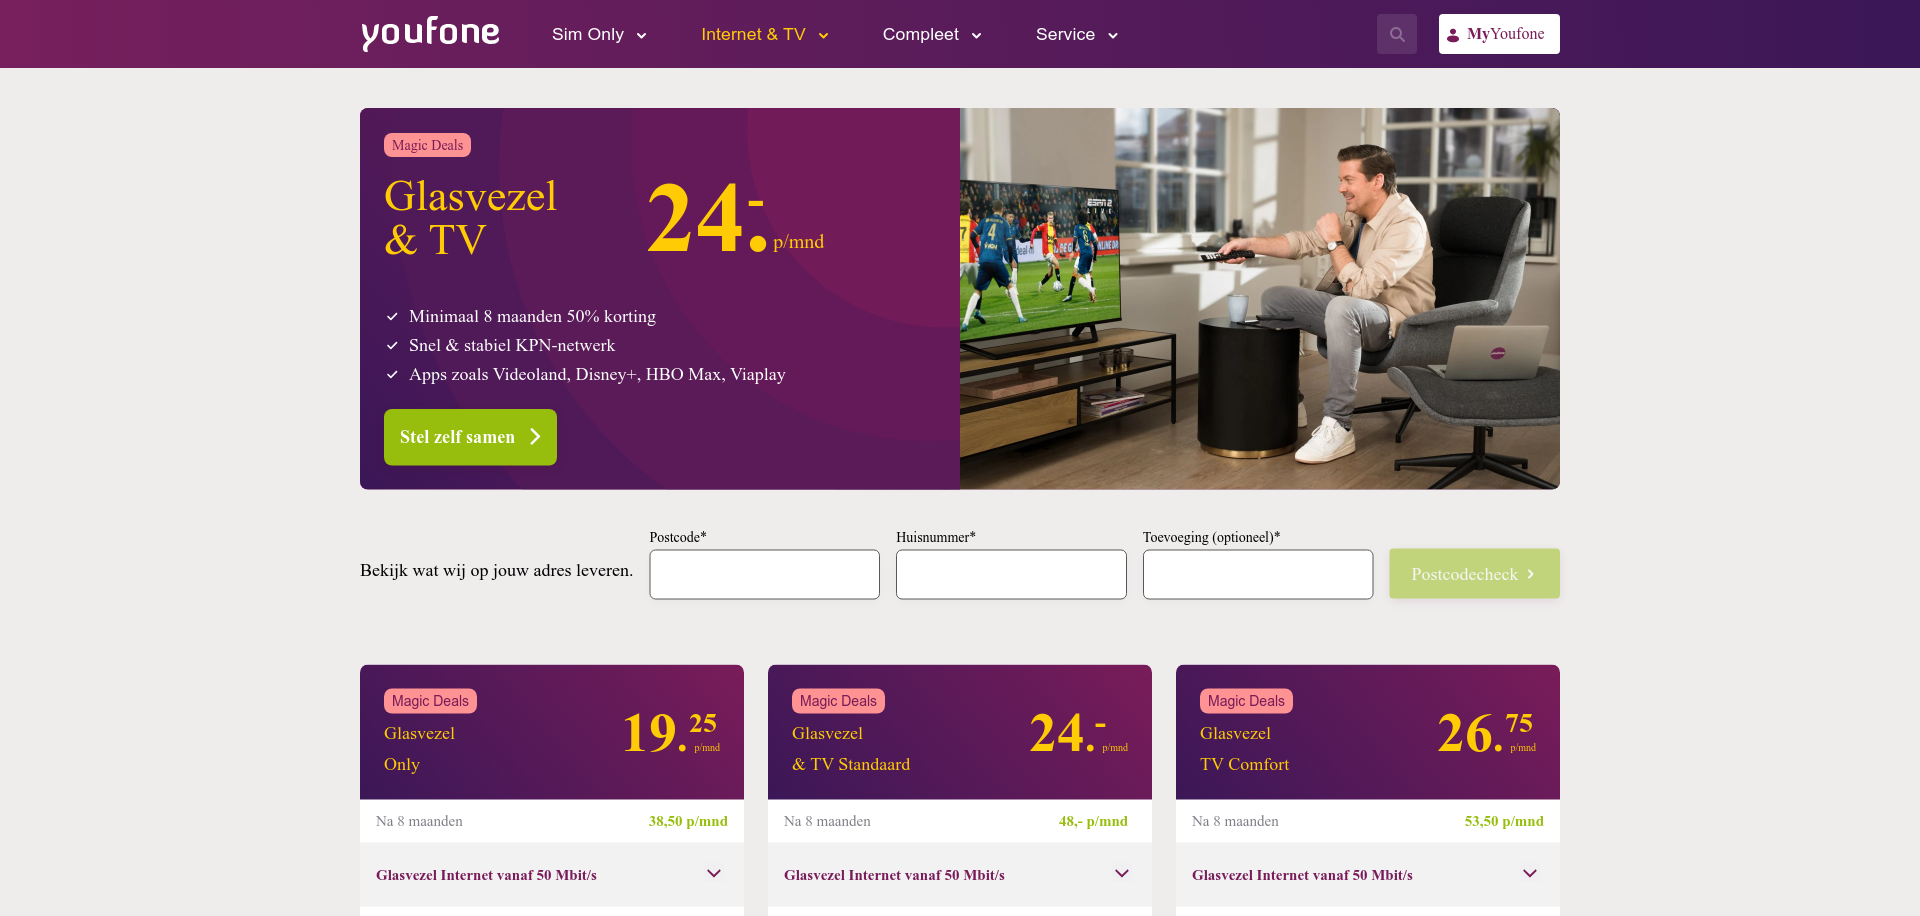 youfone
Sim Only
Internet & TV
Compleet
Service
MyYoufone
Magic Deals
Glasvezel
& TV
24.-
p/mnd
Minimaal 8 maanden 50% korting
Snel & stabiel KPN-netwerk
Apps zoals Videoland, Disney+, HBO Max, Viaplay
Stel zelf samen
ESPN 2
LIVE
Bekijk wat wij op jouw adres leveren.
Postcode*
Huisnummer*
Toevoeging (optioneel)*
Postcodecheck
Magic Deals
Glasvezel
Only
19.25
p/mnd
Na 8 maanden
38,50 p/mnd
Glasvezel Internet vanaf 50 Mbit/s
Magic Deals
Glasvezel
& TV Standaard
24.-
p/mnd
Na 8 maanden
48,- p/mnd
Glasvezel Internet vanaf 50 Mbit/s
Magic Deals
Glasvezel
TV Comfort
26.75
p/mnd
Na 8 maanden
53,50 p/mnd
Glasvezel Internet vanaf 50 Mbit/s